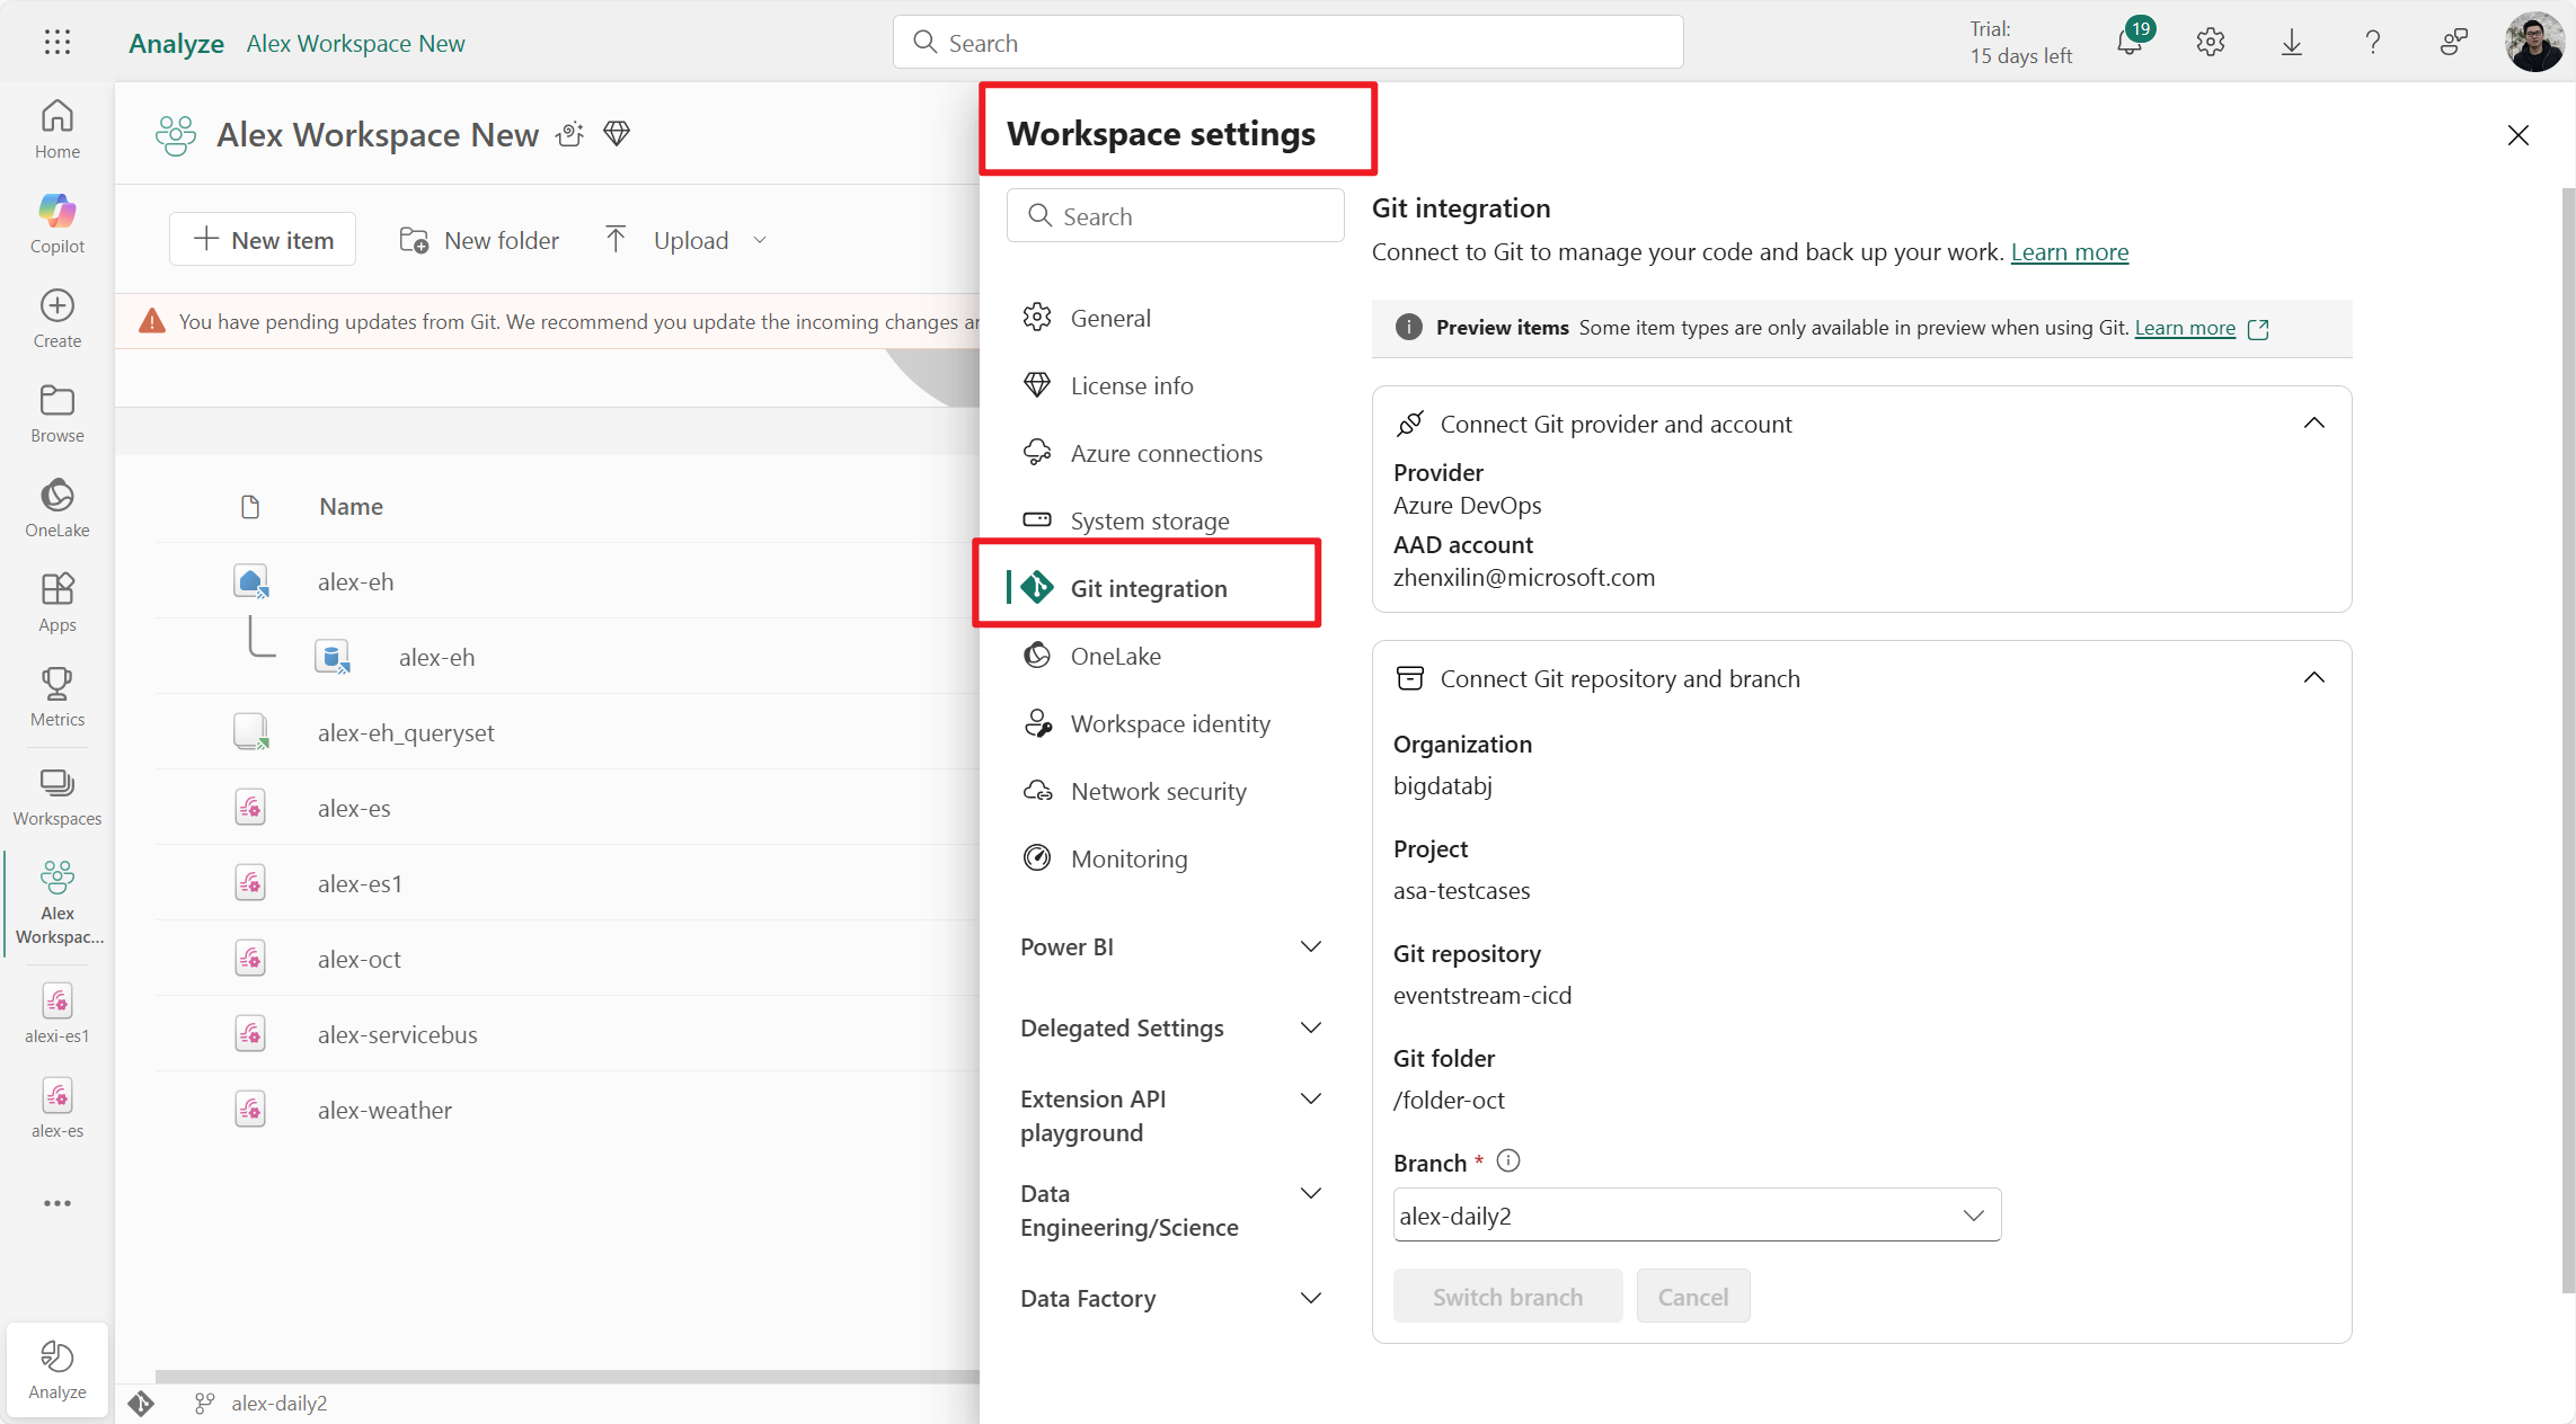 Analyze
Alex Workspace New
Search
Trial:
15 days left
19
Home
Copilot
Create
Browse
OneLake
Apps
Metrics
Workspaces
Alex
Workspac...
alexi-es1
alex-es
Analyze
Alex Workspace New
New item
New folder
Upload
You have pending updates from Git. We recommend you update the incoming changes
Name
alex-eh
alex-eh
alex-eh_queryset
alex-es
alex-es1
alex-oct
alex-servicebus
alex-weather
alex-daily2
Workspace settings
Search
General
License info
Azure connections
System storage
Git integration
OneLake
Workspace identity
Network security
Monitoring
Power BI
Delegated Settings
Extension API
playground
Data
Engineering/Science
Data Factory
Git integration
Connect to Git to manage your code and back up your work. Learn more
Preview items Some item types are only available in preview when using Git. Learn more
Connect Git provider and account
Provider
Azure DevOps
AAD account
zhenxilin@microsoft.com
Connect Git repository and branch
Organization
bigdatabj
Project
asa-testcases
Git repository
eventstream-cicd
Git folder
/folder-oct
Branch *
alex-daily2
Switch branch
Cancel